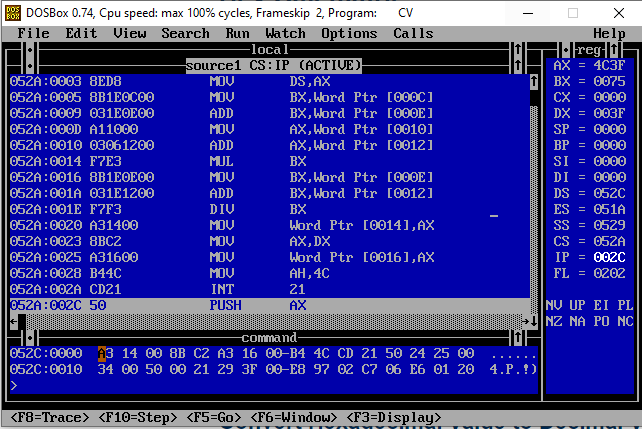 DOSBox 0.74, Cpu speed: max 100% cycles, Frameskip 2, Program: CV
File Edit View Search Run Watch Options Calls Help
local
source1 CS:IP (ACTIVE)
052A:0003 8ED8 MOV DS,AX
052A:0005 8B1E0C00 MOV BX,Word Ptr [000C]
052A:0009 031E0E00 ADD BX,Word Ptr [000E]
052A:000D A11000 MOV AX,Word Ptr [0010]
052A:0010 03061200 ADD AX,Word Ptr [0012]
052A:0014 F7E3 MUL BX
052A:0016 8B1E0E00 MOV BX,Word Ptr [000E]
052A:001A 031E1200 ADD BX,Word Ptr [0012]
052A:001E F7F3 DIV BX
052A:0020 A31400 MOV Word Ptr [0014],AX
052A:0023 8BC2 MOV AX,DX
052A:0025 A31600 MOV Word Ptr [0016],AX
052A:0028 B44C MOV AH,4C
052A:002A CD21 INT 21
052A:002C 50 PUSH AX
reg
AX = 4C3F
BX = 0075
CX = 0000
DX = 003F
SP = 0000
BP = 0000
SI = 0000
DI = 0000
DS = 052C
ES = 051A
SS = 0529
CS = 052A
IP = 002C
FL = 0202
NV UP EI PL
NZ NA PO NC
command
052C:0000 A3 14 00 8B C2 A3 16 00-B4 4C CD 21 50 24 25 00 ......
052C:0010 34 00 50 00 21 29 3F 00-E8 97 02 C7 06 E6 01 20 4.P.!)
>
<F8=Trace> <F10=Step> <F5=Go> <F6=Window> <F3=Display>